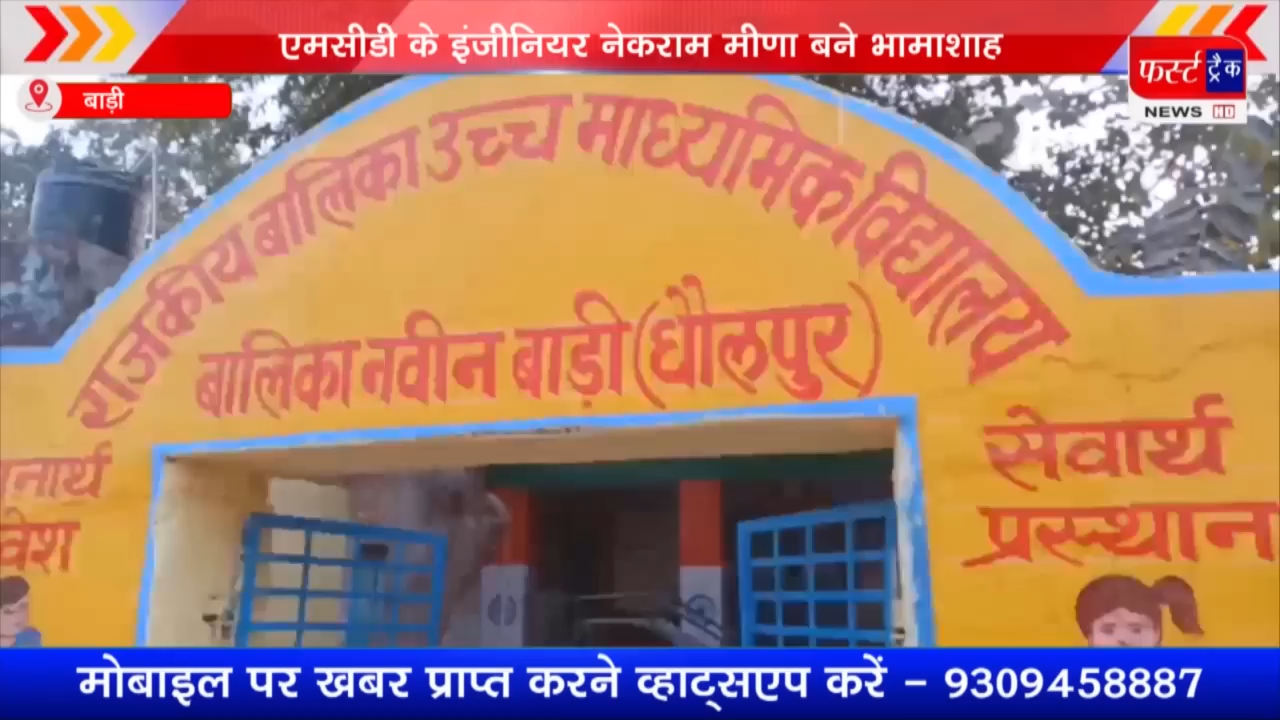 एमसीडी के इंजीनियर नेकराम मीणा बने भामाशाह
फर्स्ट ट्रैक
NEWS HD
बाड़ी
राजकीय बालिका उच्च माध्यमिक विद्यालय
बालिका नवीन बाड़ी (धौलपुर)
सेवार्थ
प्रस्थान
मोबाइल पर खबर प्राप्त करने व्हाट्सएप करें - 9309458887